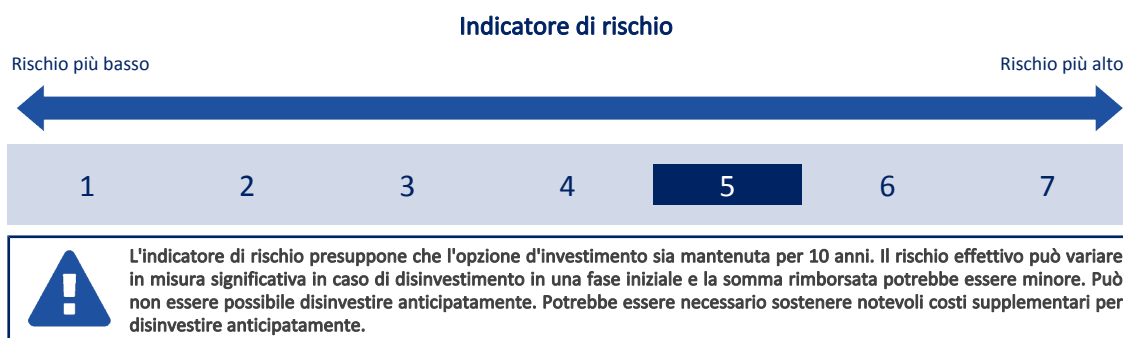 Indicatore di rischio
Rischio più basso
Rischio più alto
1 2 3 4 5 6 7
L'indicatore di rischio presuppone che l'opzione d'investimento sia mantenuta per 10 anni. Il rischio effettivo può variare
in misura significativa in caso di disinvestimento in una fase iniziale e la somma rimborsata potrebbe essere minore. Può
non essere possibile disinvestire anticipatamente. Potrebbe essere necessario sostenere notevoli costi supplementari per
disinvestire anticipatamente.